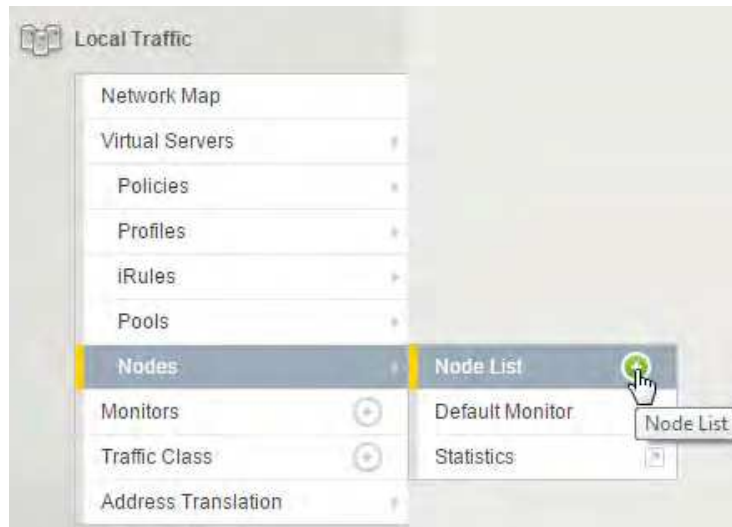 Local Traffic
Network Map
Virtual Servers
Policies
Profiles
iRules
Pools
Nodes
Node List
Monitors
Default Monitor
Node List
Traffic Class
Statistics
Address Translation